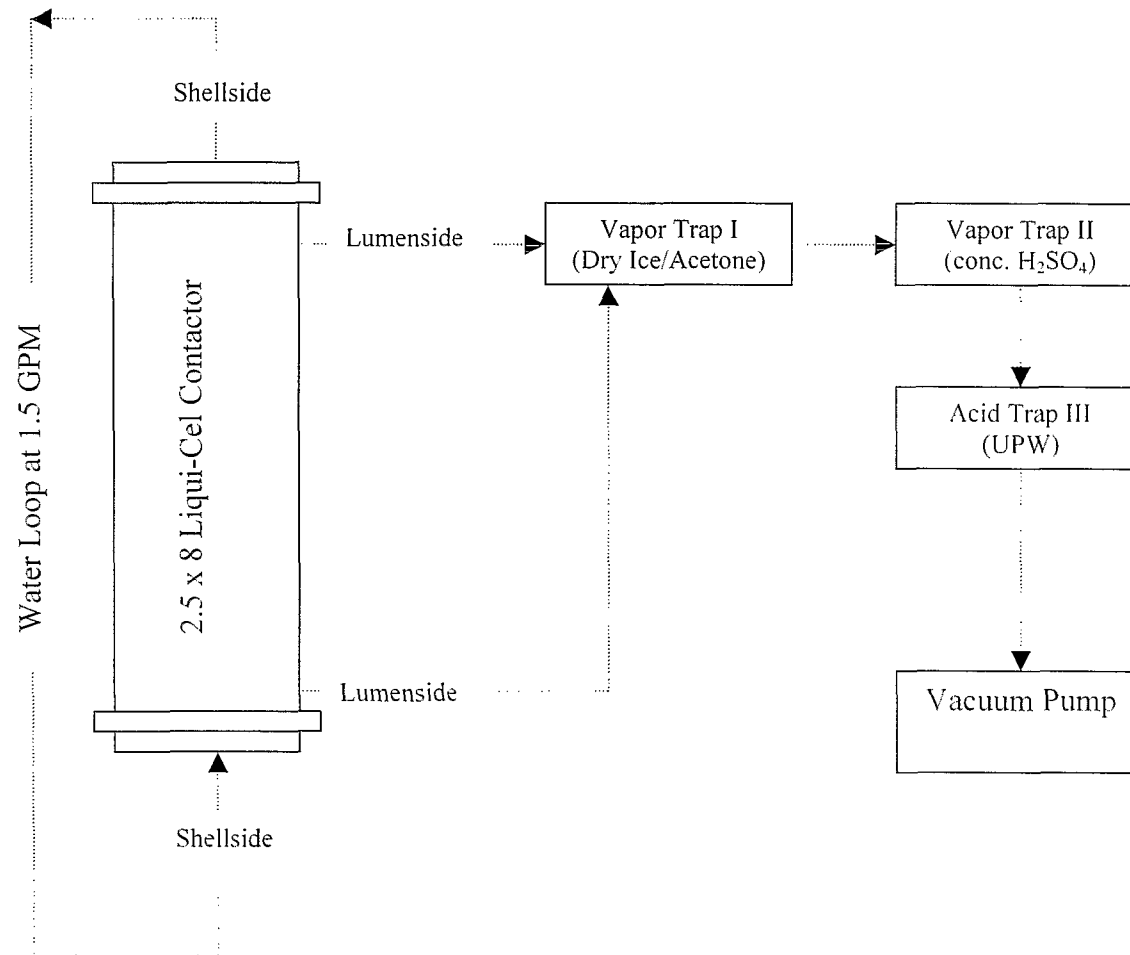 Shellside
Lumenside
Vapor Trap I
(Dry Ice/Acetone)
Vapor Trap II
(conc. H₂SO₄)
Water Loop at 1.5 GPM
2.5 x 8 Liqui-Cel Contactor
Acid Trap III
(UPW)
Lumenside
Vacuum Pump
Shellside